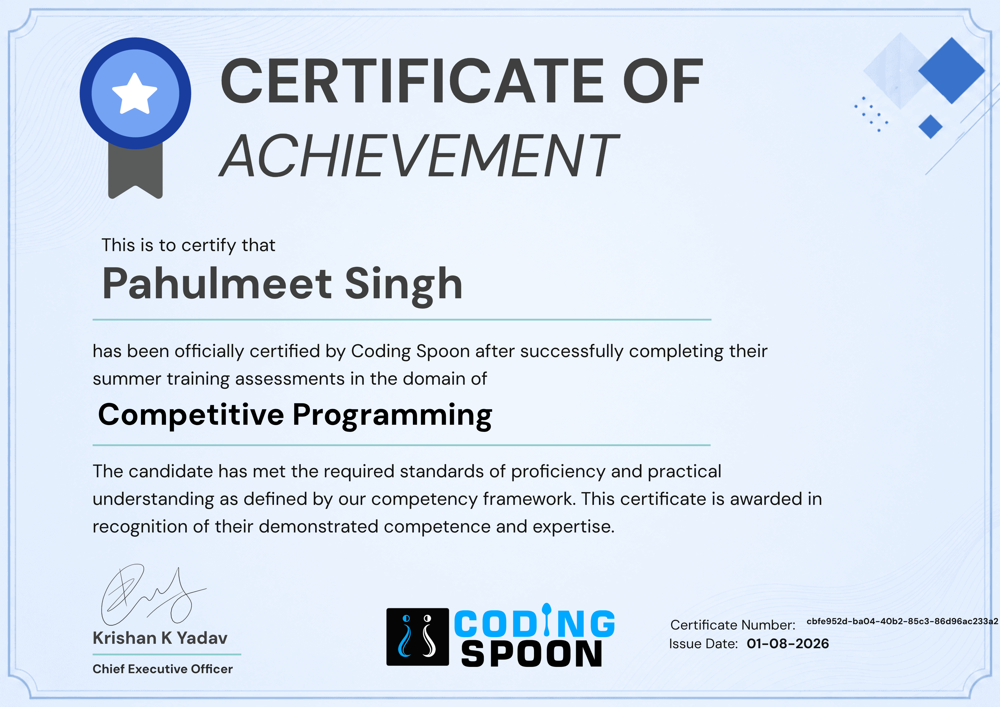 CERTIFICATE OF
ACHIEVEMENT
This is to certify that
Pahulmeet Singh
has been officially certified by Coding Spoon after successfully completing their
summer training assessments in the domain of
Competitive Programming
The candidate has met the required standards of proficiency and practical
understanding as defined by our competency framework. This certificate is awarded in
recognition of their demonstrated competence and expertise.
Krishan K Yadav
Chief Executive Officer
CODING
SPOON
Certificate Number: cbfe952d-ba04-40b2-85c3-86d96ac233a2
Issue Date: 01-08-2026